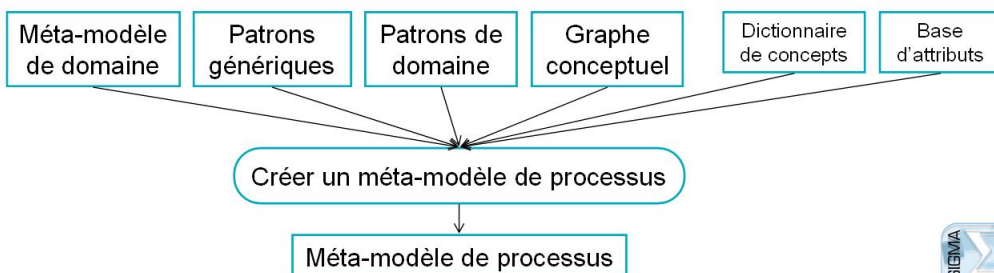 Méta-modèle
de domaine
Patrons
génériques
Patrons de
domaine
Graphe
conceptuel
Dictionnaire
de concepts
Base
d'attributs
Créer un méta-modèle de processus
Méta-modèle de processus
SIGMA